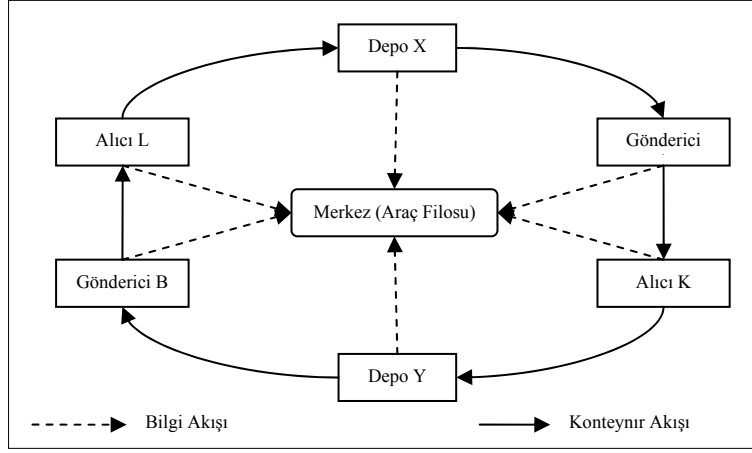 Depo X
Alıcı L
Gönderici
Merkez (Araç Filosu)
Gönderici B
Alıcı K
Depo Y
Bilgi Akışı
Konteynır Akışı